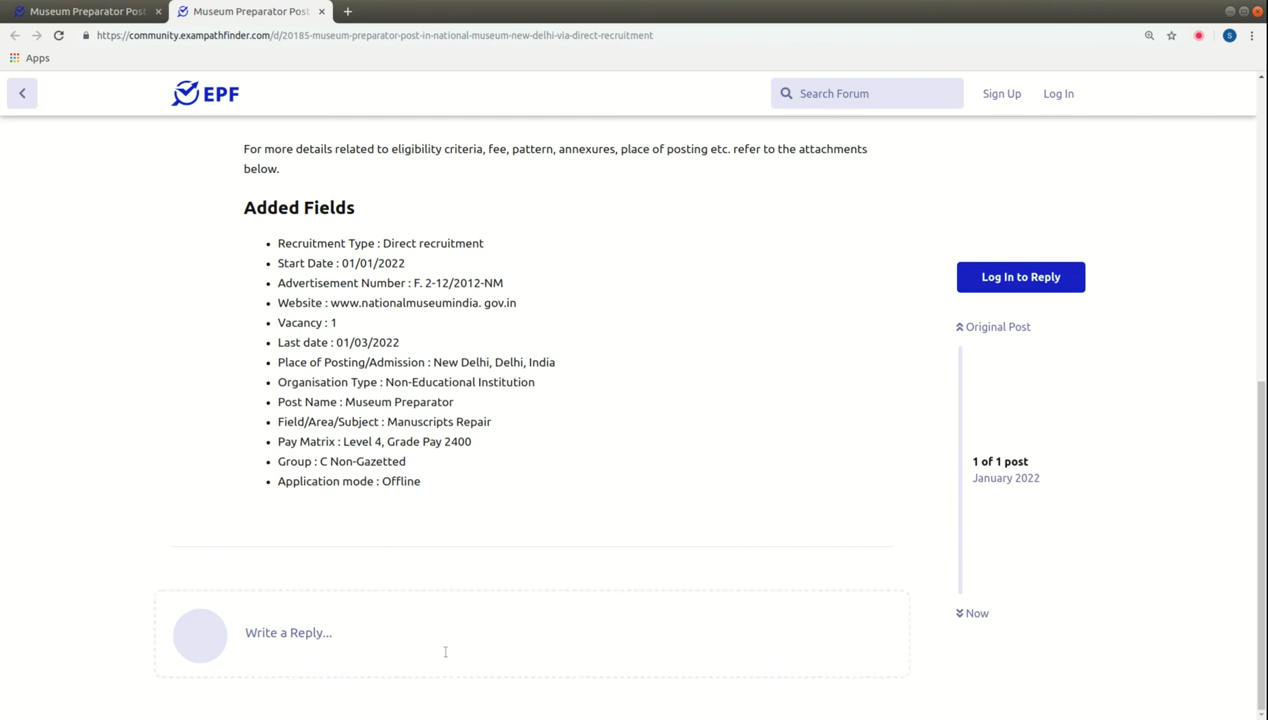 Museum Preparator Post
Museum Preparator Post
https://community.exampathfinder.com/d/20185-museum-preparator-post-in-national-museum-new-delhi-via-direct-recruitment
S
Apps
EPF
Search Forum
Sign Up
Log In
For more details related to eligibility criteria, fee, pattern, annexures, place of posting etc. refer to the attachments
below.
Added Fields
• Recruitment Type : Direct recruitment
• Start Date : 01/01/2022
• Advertisement Number : F. 2-12/2012-NM
• Website : www.nationalmuseumindia. gov.in
• Vacancy : 1
• Last date : 01/03/2022
• Place of Posting/Admission : New Delhi, Delhi, India
• Organisation Type : Non-Educational Institution
• Post Name : Museum Preparator
• Field/Area/Subject : Manuscripts Repair
• Pay Matrix : Level 4, Grade Pay 2400
• Group : C Non-Gazetted
• Application mode : Offline
Log In to Reply
Original Post
1 of 1 post
January 2022
Now
Write a Reply...